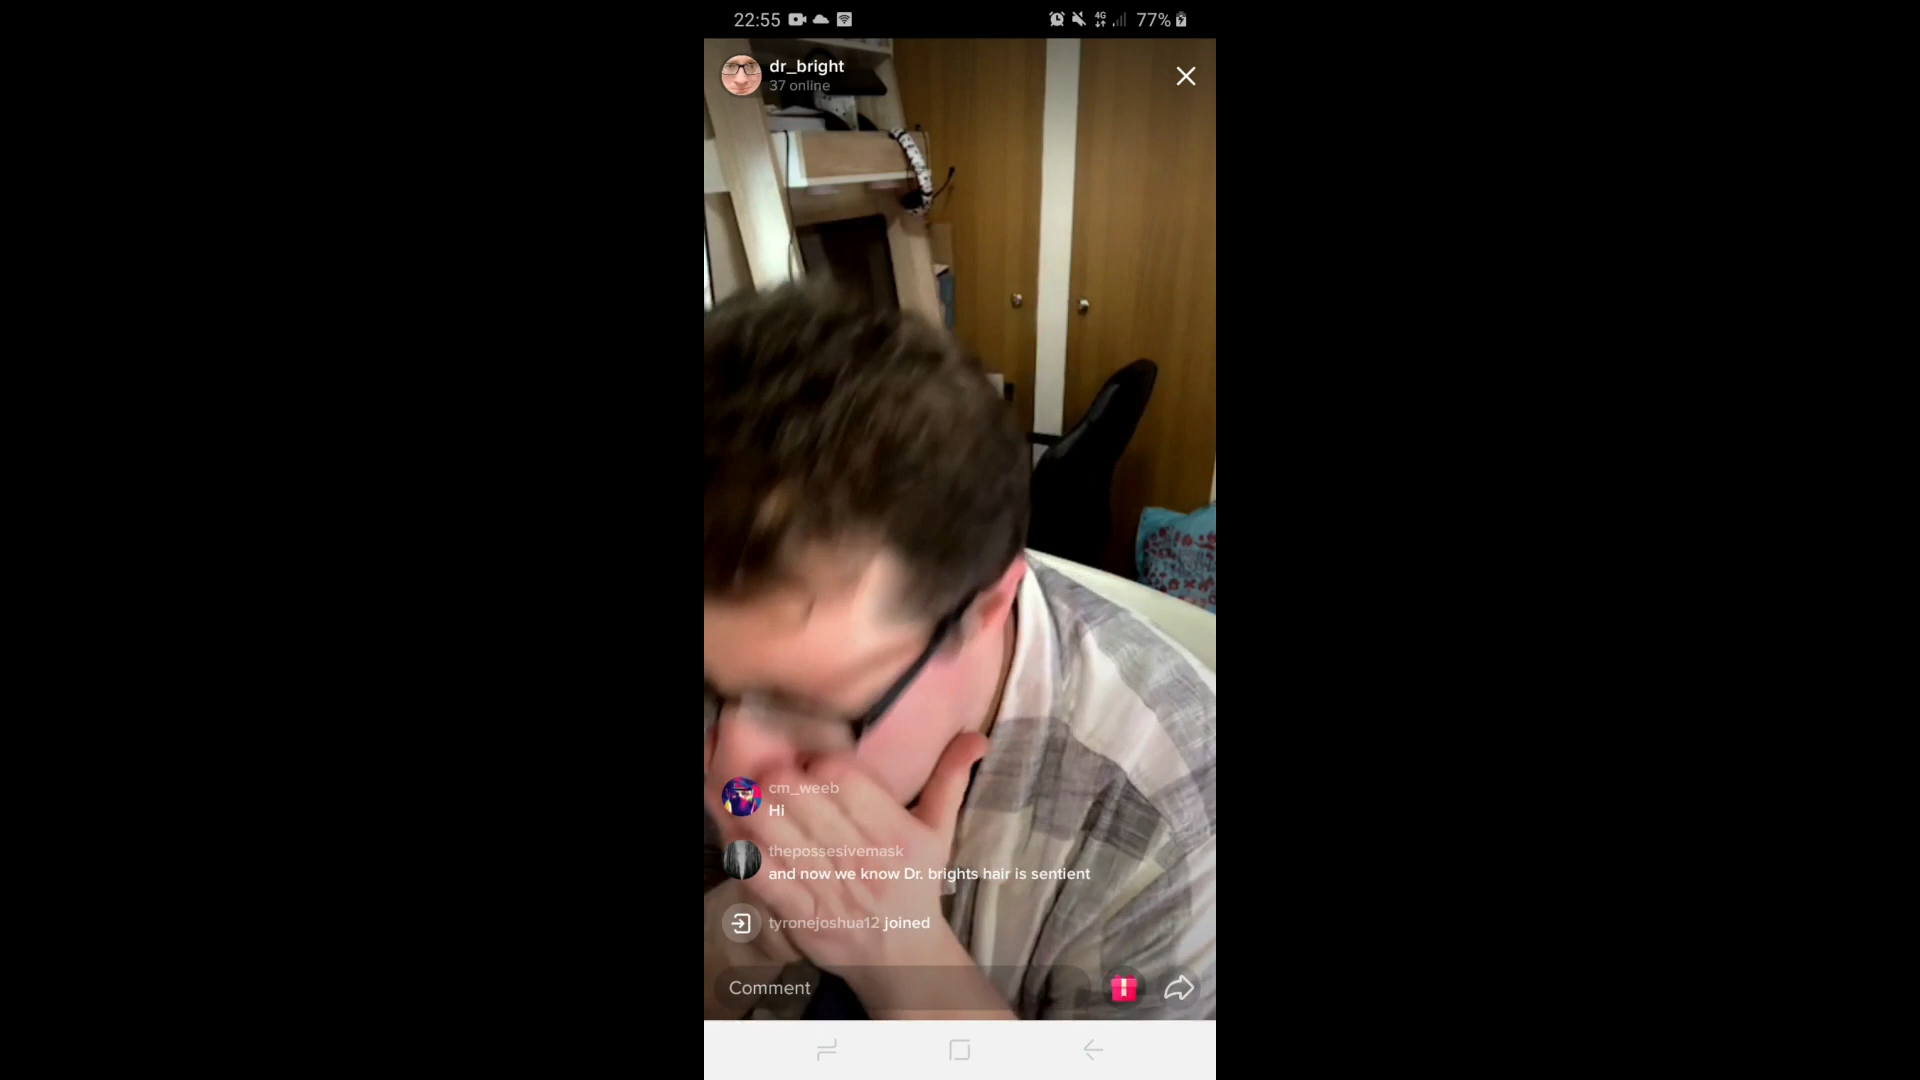 22:55
4G
77%
dr_bright
37 online
cm_weeb
Hi
thepossesivemask
and now we know Dr. brights hair is sentient
tyronejoshua12 joined
Comment